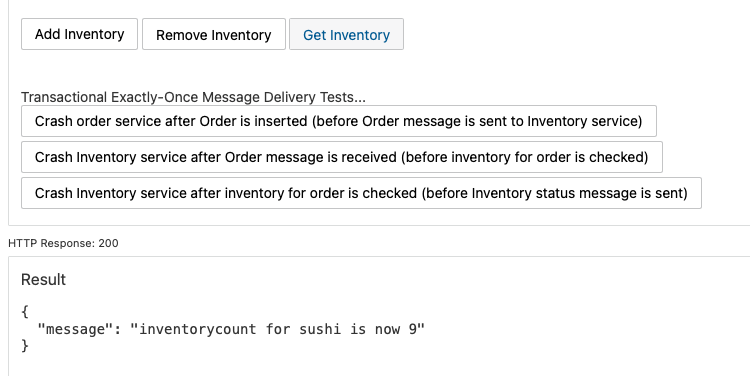 Add Inventory Remove Inventory Get Inventory
Transactional Exactly-Once Message Delivery Tests...
Crash order service after Order is inserted (before Order message is sent to Inventory service)
Crash Inventory service after Order message is received (before inventory for order is checked)
Crash Inventory service after inventory for order is checked (before Inventory status message is sent)
HTTP Response: 200
Result
{
"message": "inventorycount for sushi is now 9"
}